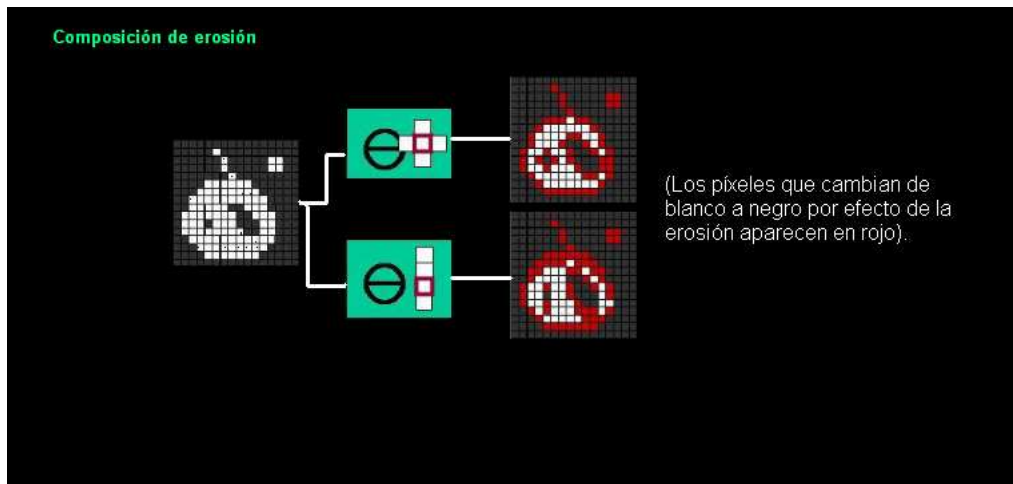 Composición de erosión
(Los píxeles que cambian de
blanco a negro por efecto de la
erosión aparecen en rojo).